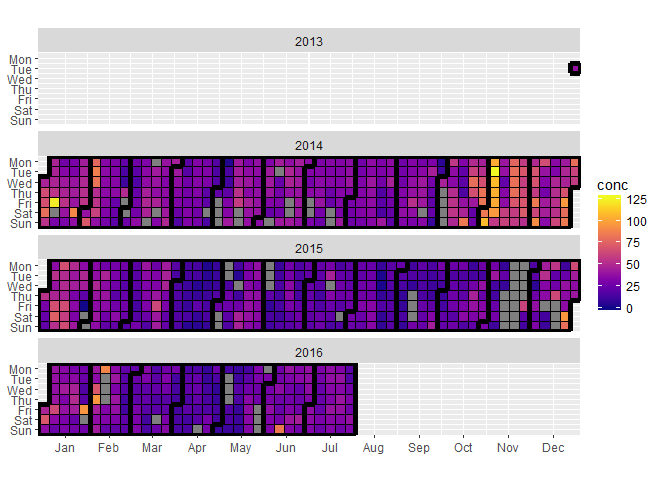 2013
Mon
Tue
Wed
Thu
Fri
Sat
Sun
2014
Mon
Tue
Wed
Thu
Fri
Sat
Sun
conc
125
100
75
50
25
0
2015
Mon
Tue
Wed
Thu
Fri
Sat
Sun
2016
Mon
Tue
Wed
Thu
Fri
Sat
Sun
Jan Feb Mar Apr May Jun Jul Aug Sep Oct Nov Dec